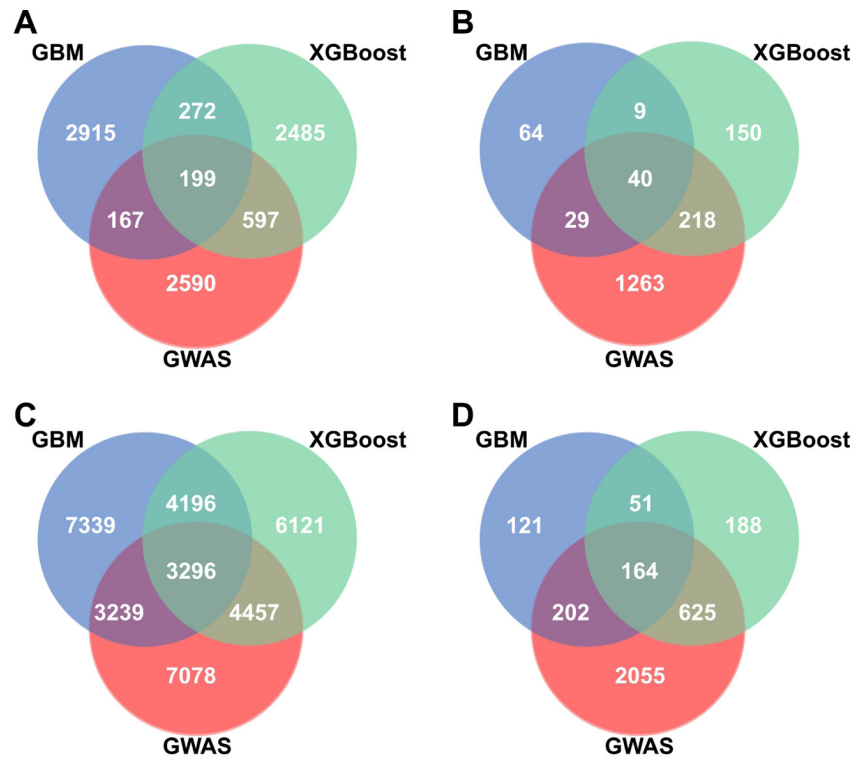 A
GBM
XGBoost
272
2915
2485
199
167
597
2590
GWAS
B
GBM
XGBoost
9
64
150
40
29
218
1263
GWAS
C
GBM
XGBoost
4196
7339
6121
3296
3239
4457
7078
GWAS
D
GBM
XGBoost
51
121
188
164
202
625
2055
GWAS